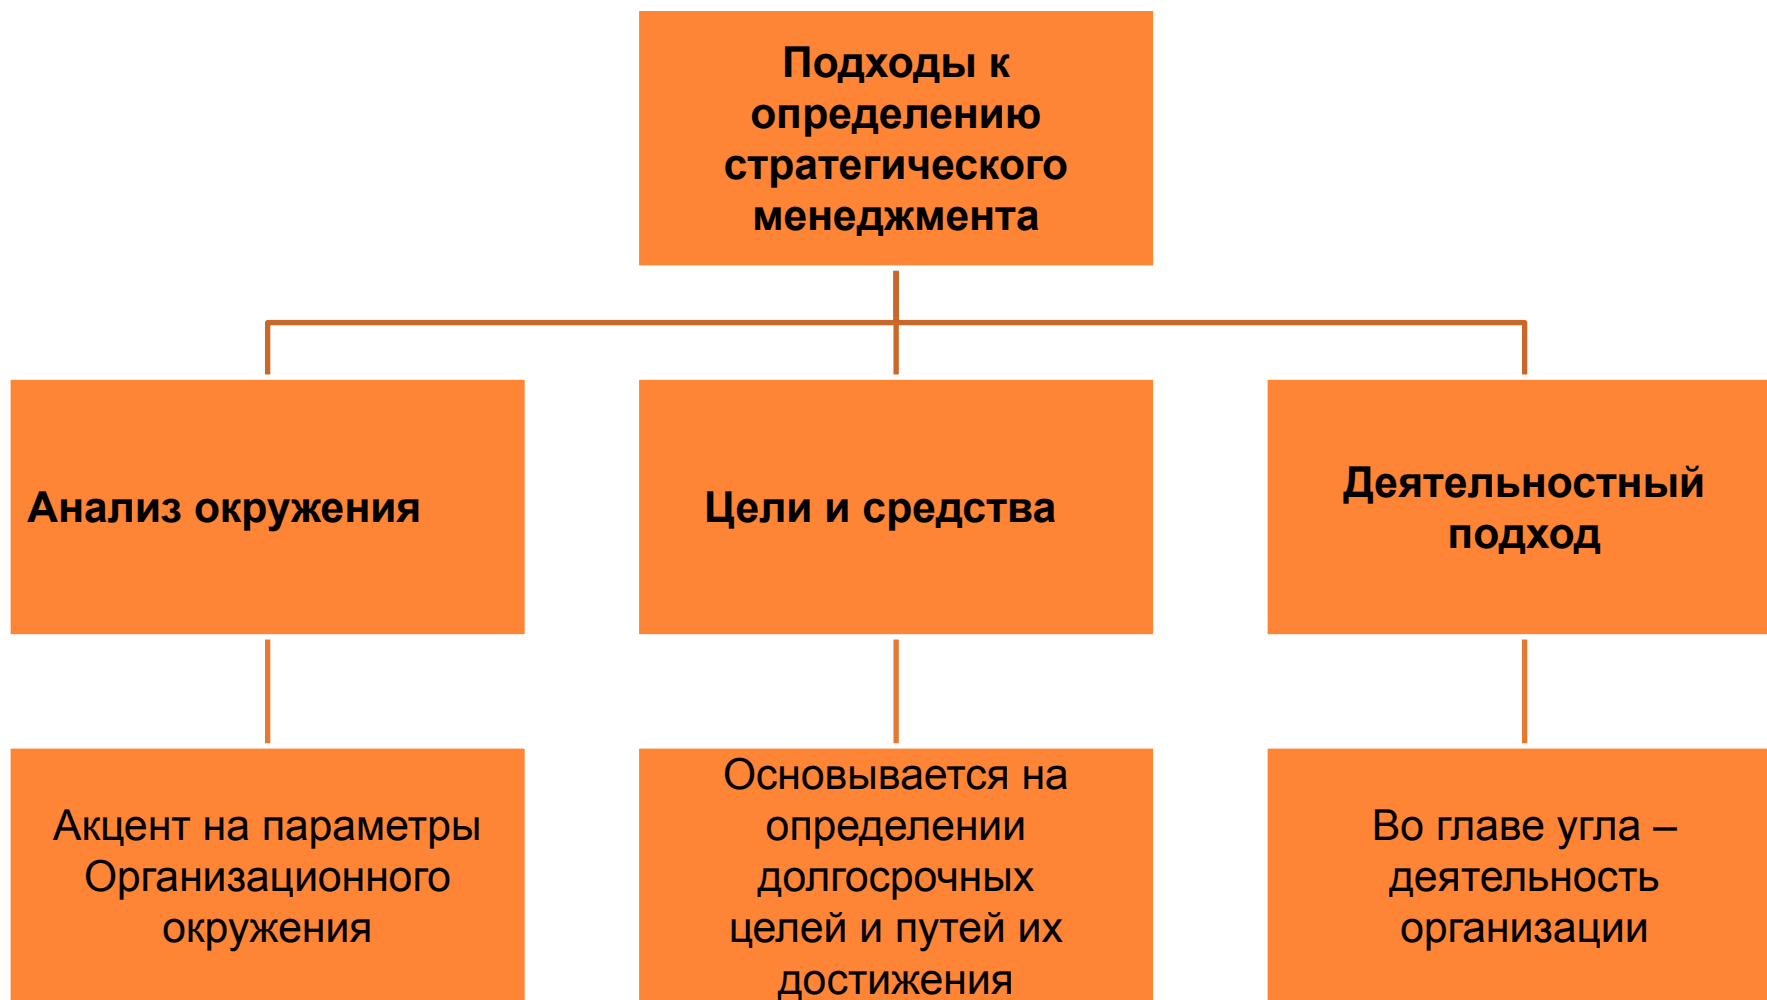 Подходы к
определению
стратегического
менеджмента
Анализ окружения
Цели и средства
Деятельностный
подход
Акцент на параметры
Организационного
окружения
Основывается на
определении
долгосрочных
целей и путей их
достижения
Во главе угла –
деятельность
организации